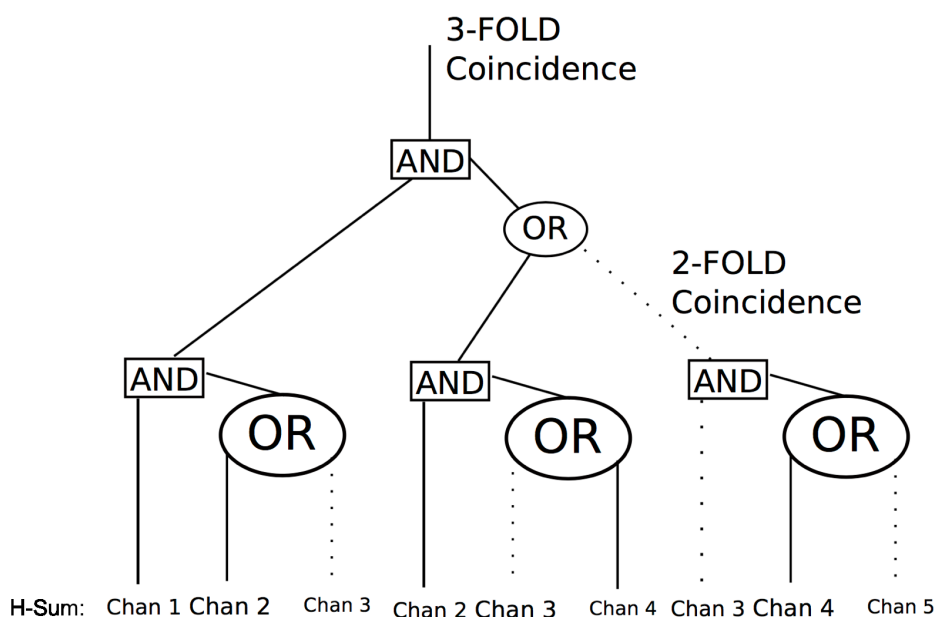 3-FOLD
Coincidence
AND
OR
2-FOLD
Coincidence
AND
AND
AND
OR
OR
OR
H-Sum: Chan 1 Chan 2 Chan 3 Chan 2 Chan 3 Chan 4 Chan 3 Chan 4 Chan 5